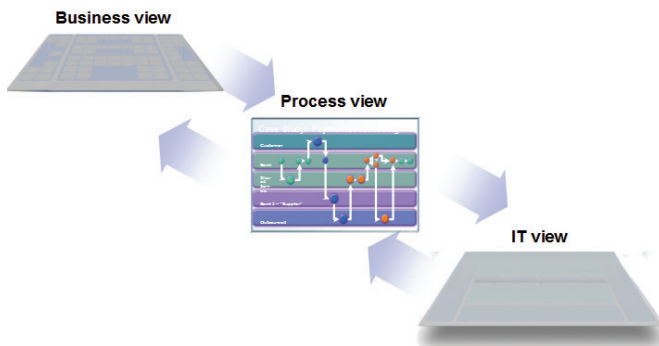 Business view
Process view
Customer
Bank
Bank 2 = "Supplier"
Outsourced
IT view